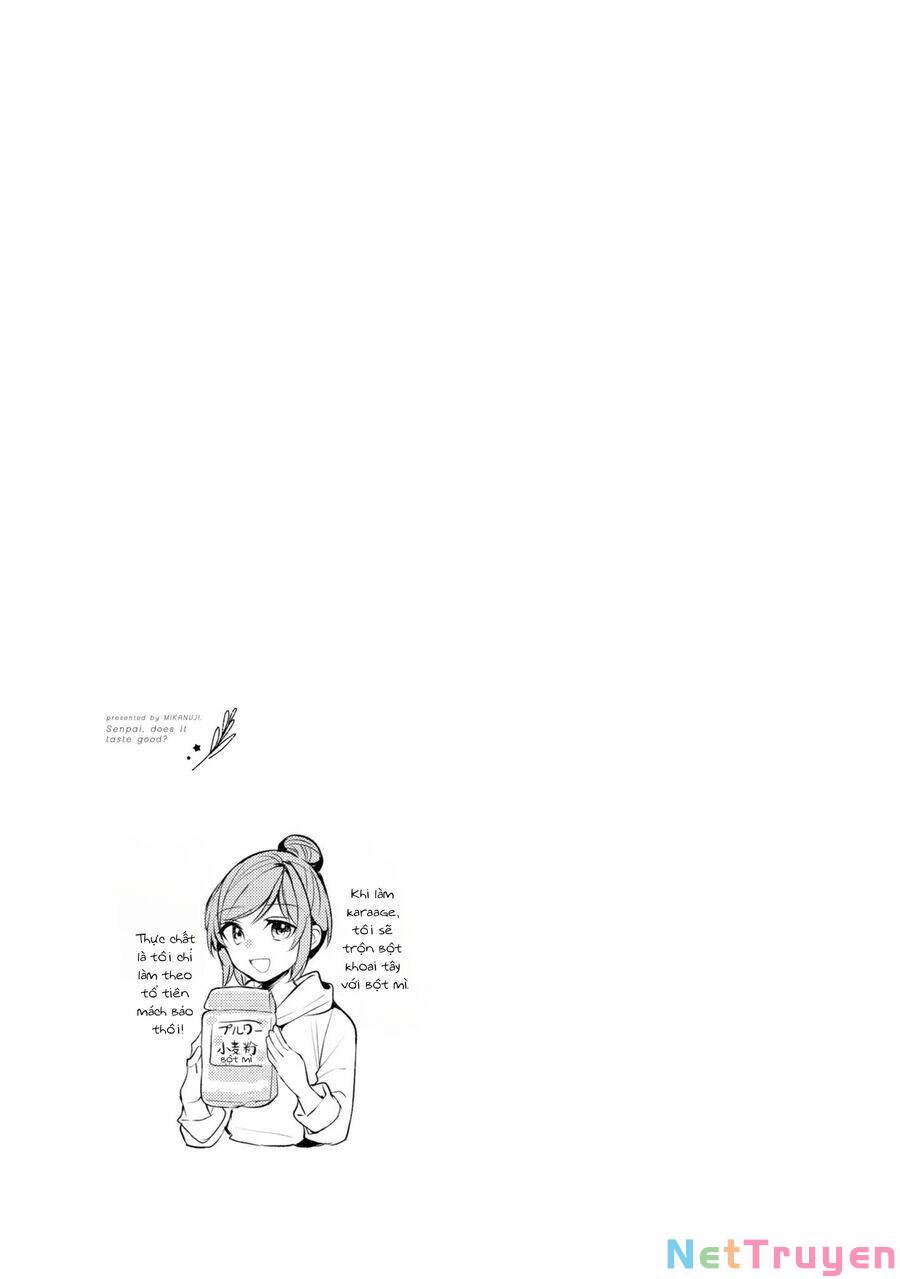 presented by MIKANUJI.
Senpai, does it
taste good?
Khi làm
karaage,
tôi sẽ
trộn bột
khoai tây
với bột mì.
Thực chất
là tôi chỉ
làm theo
tổ tiên
mách bảo
thôi!
フルワー
小麦粉
BỘT MÌ
NetTruyen